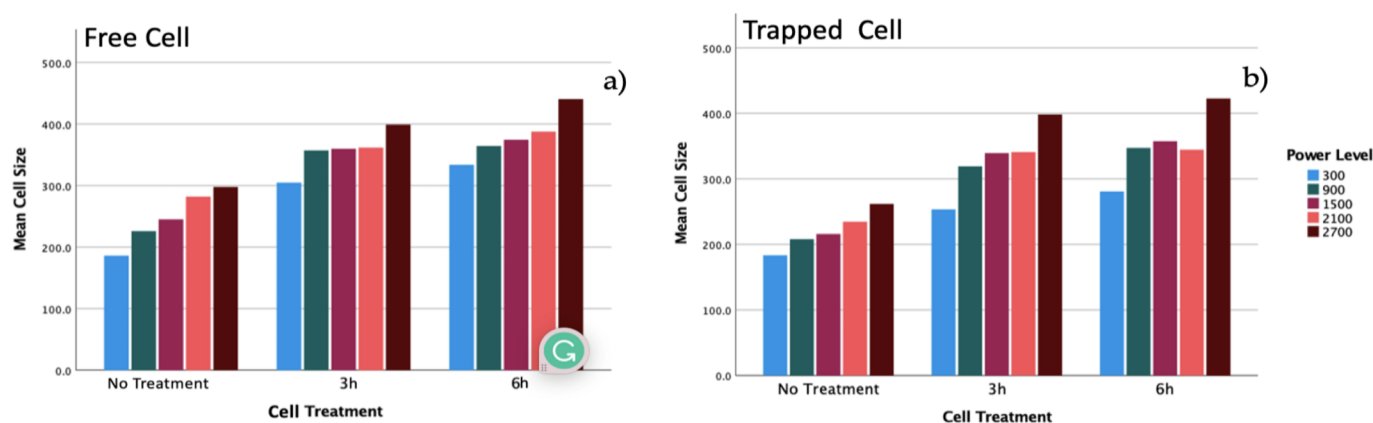 Free Cell
a)
500.0
400.0
300.0
200.0
100.0
0.0
Mean Cell Size
No Treatment 3h 6h
Cell Treatment
G
Trapped Cell
b)
500.0
400.0
300.0
200.0
100.0
0.0
Mean Cell Size
No Treatment 3h 6h
Cell Treatment
Power Level
300
900
1500
2100
2700